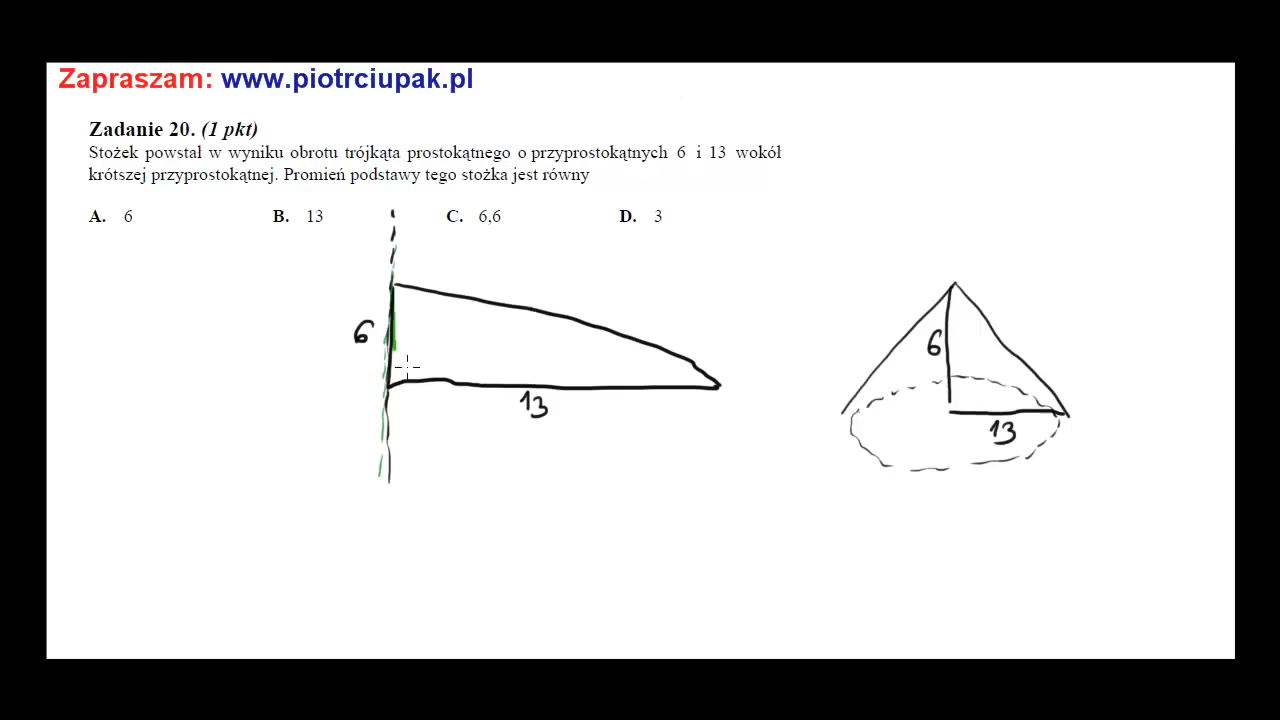 Zapraszam: www.piotrciupak.pl
Zadanie 20. (1 pkt)
Stożek powstał w wyniku obrotu trójkąta prostokątnego o przyprostokątnych 6 i 13 wokół
krótszej przyprostokątnej. Promień podstawy tego stożka jest równy
A. 6 B. 13 C. 6,6 D. 3
6
13
6
13